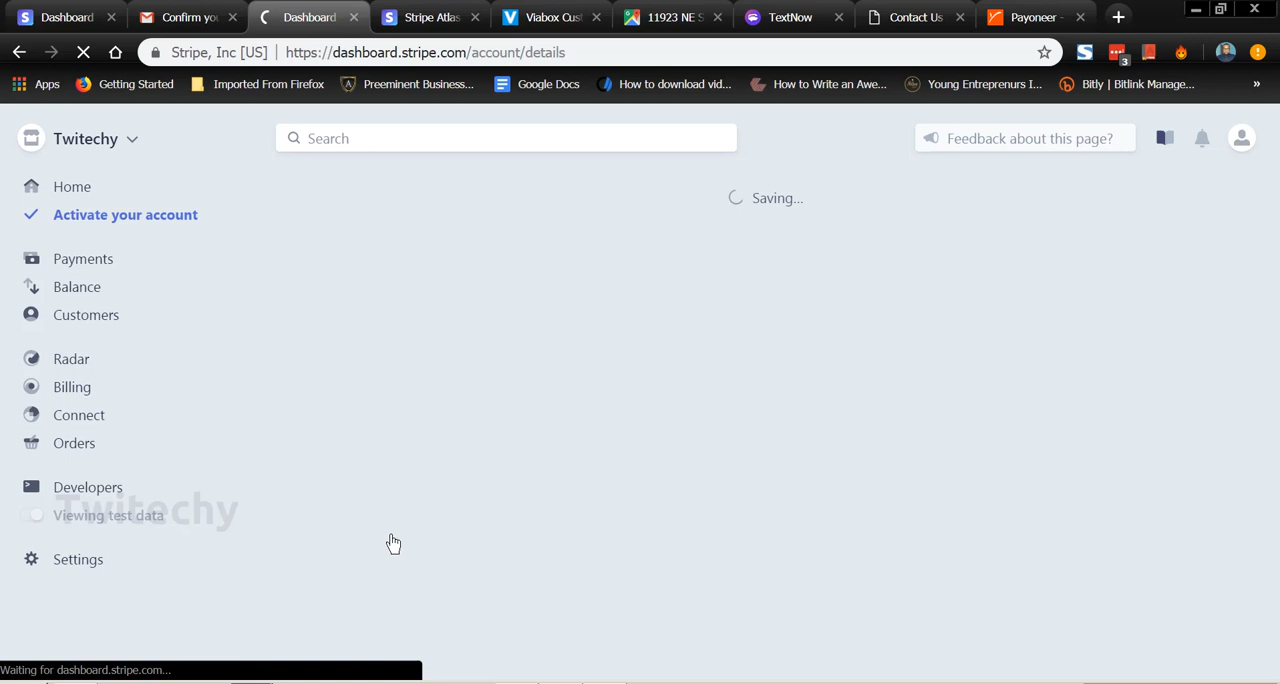 Dashboard
Confirm yo
Dashboard
Stripe Atlas
Viabox Cus
11923 NE S
TextNow
Contact Us
Payoneer -
Stripe, Inc [US] | https://dashboard.stripe.com/account/details
3
Apps
Getting Started
Imported From Firefox
Preeminent Business...
Google Docs
How to download vid...
How to Write an Awe...
Young Entreprenurs I...
Bitly | Bitlink Manage...
»
Twitechy
Search
Feedback about this page?
Home
Saving...
Activate your account
Payments
Balance
Customers
Radar
Billing
Connect
Orders
Developers
Twitechy
Viewing test data
Settings
Waiting for dashboard.stripe.com...